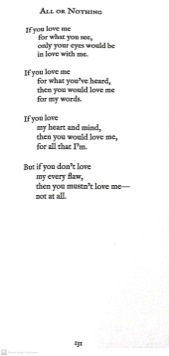 All or Nothing
If you love me
for what you see,
only your eyes would be
in love with me.
If you love me
for what you've heard,
then you would love me
for my words.
If you love
my heart and mind,
then you would love me,
for all that I'm.
But if you don't love
my every flaw,
then you mustn't love me—
not at all.